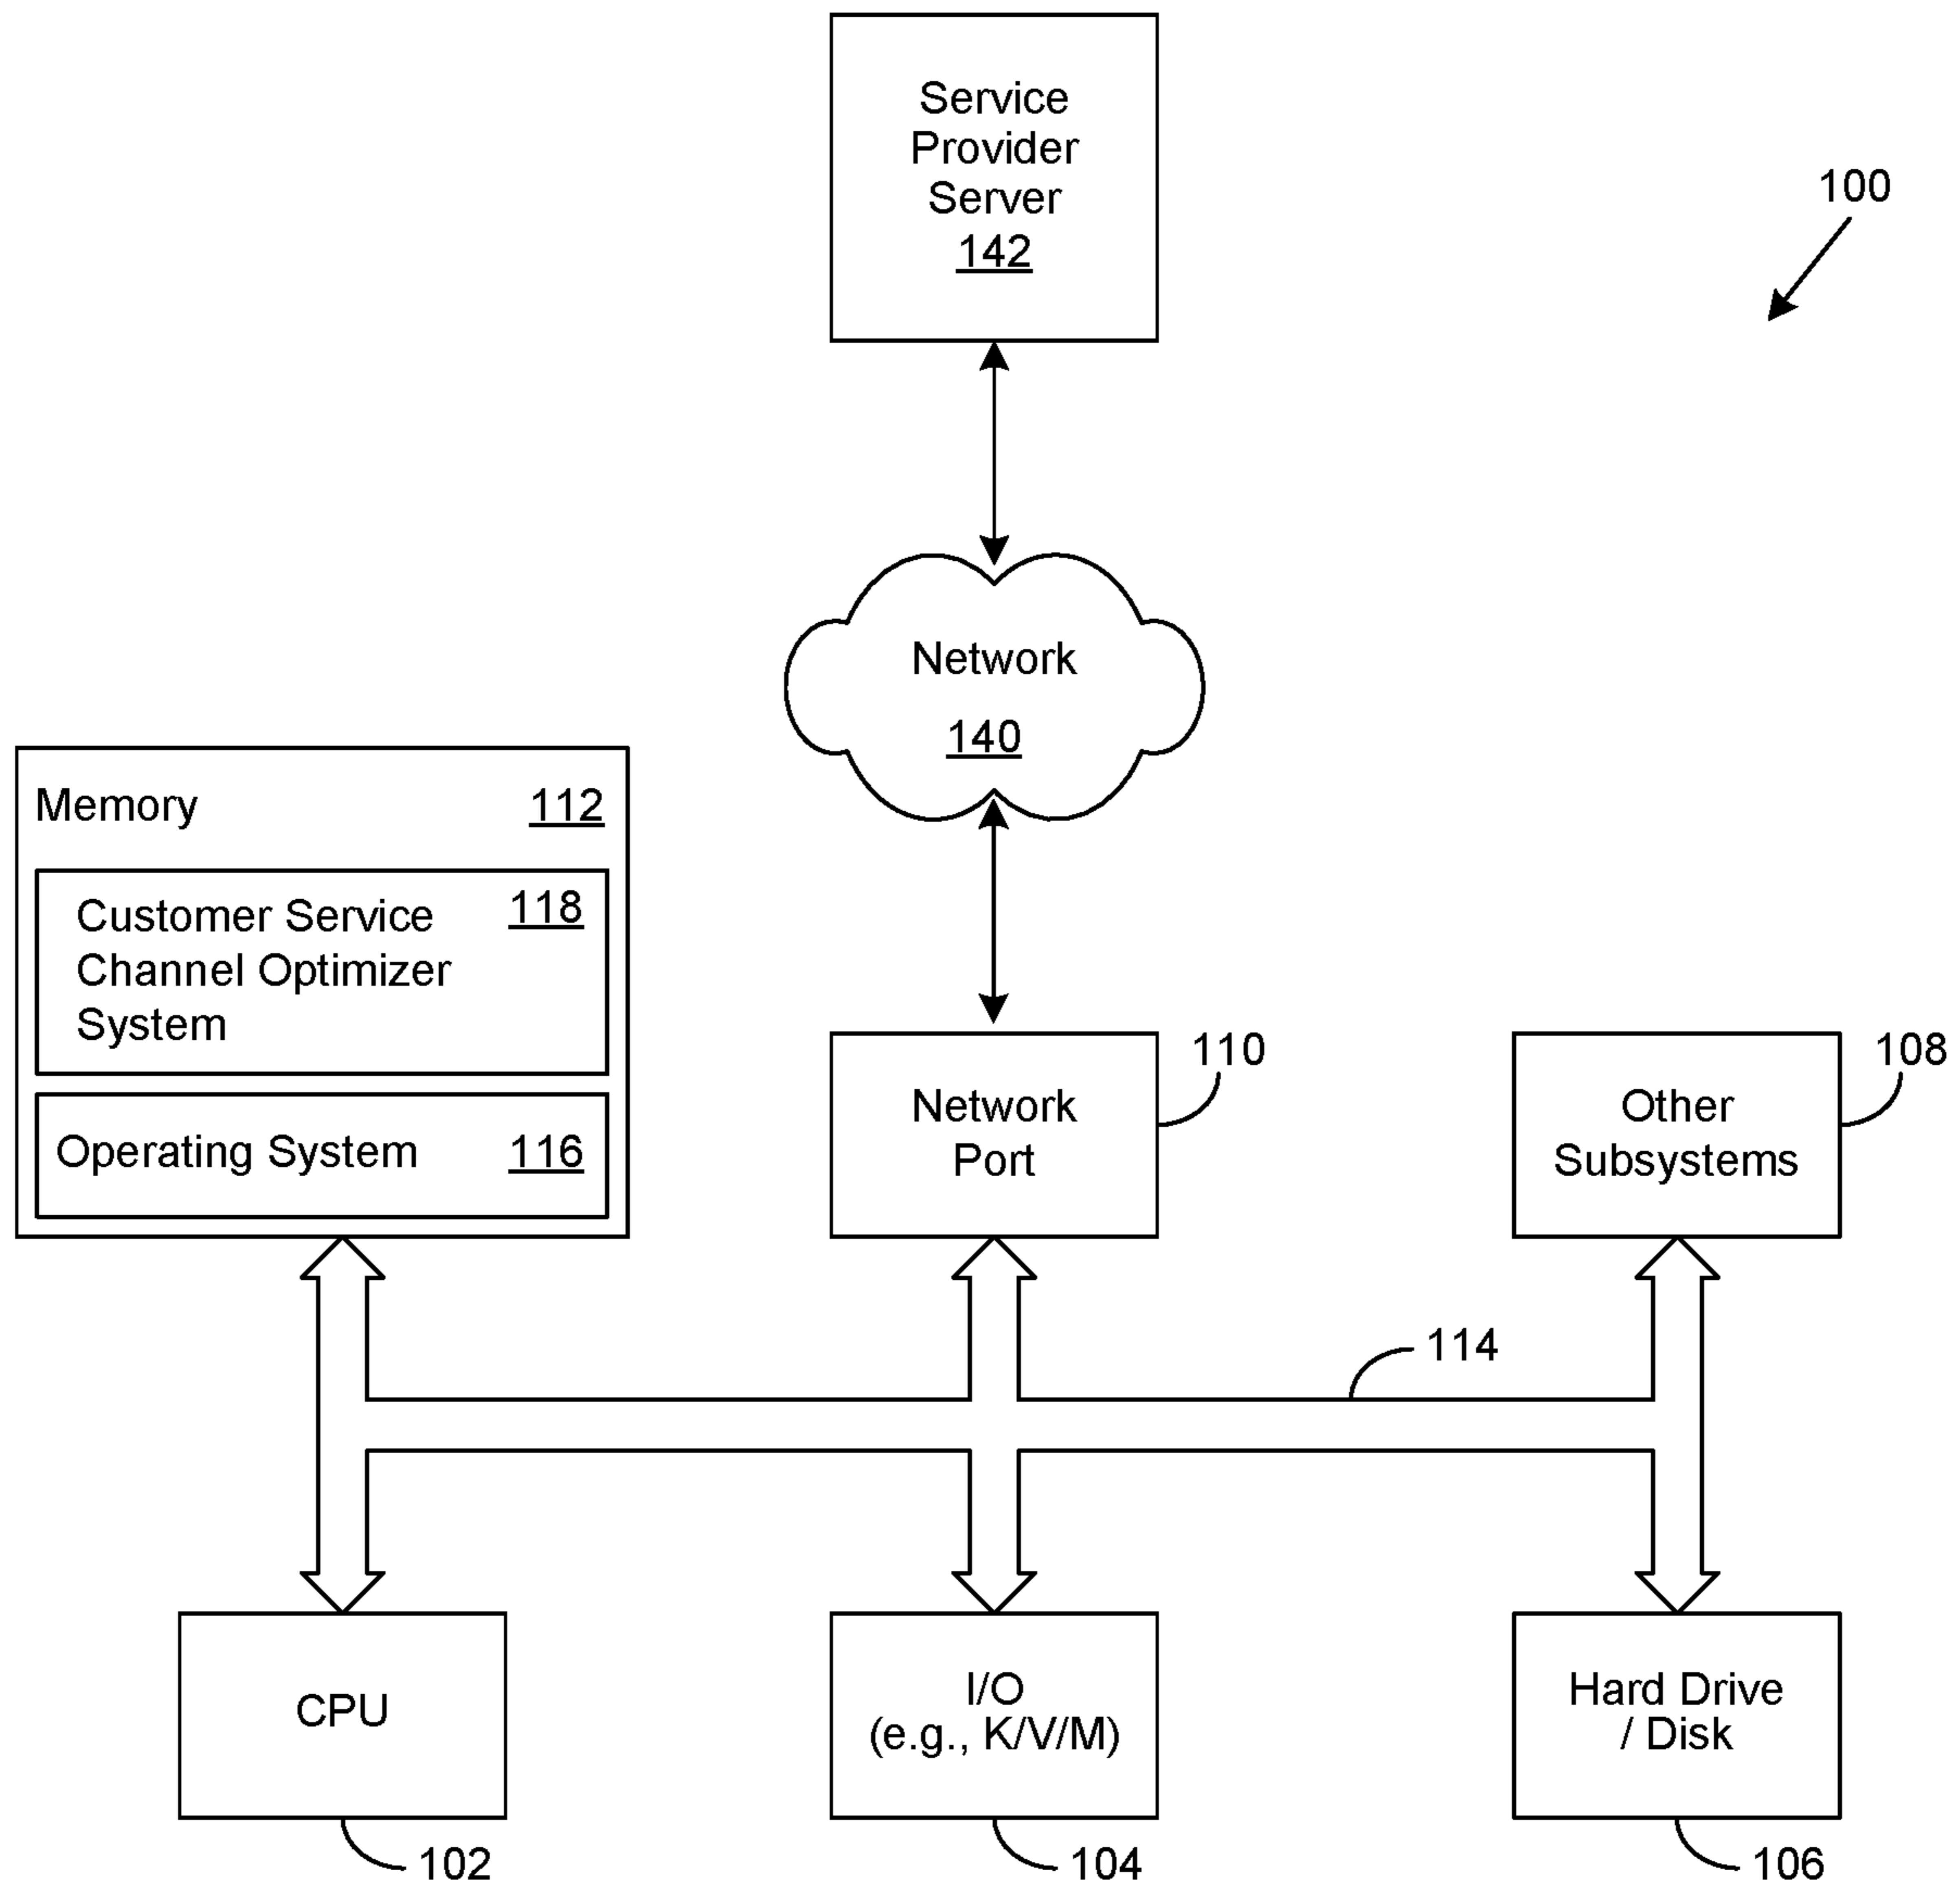 Service
Provider
Server
142
100
Network
140
Memory 112
Customer Service 118
Channel Optimizer
System
Operating System 116
Network
Port
110
Other
Subsystems
108
114
CPU
102
I/O
(e.g., K/V/M)
104
Hard Drive
/ Disk
106